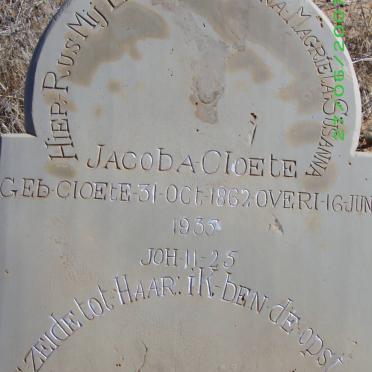 HIER RUST MIJ
MAGRIETA SUSANNA
JACOBA CLOETE
GEB CLOETE 31 OCT 1862 OVERL 16 JUN
1935
JOH 11-25
ZEIDE tot HAAR: IK BEN de opst